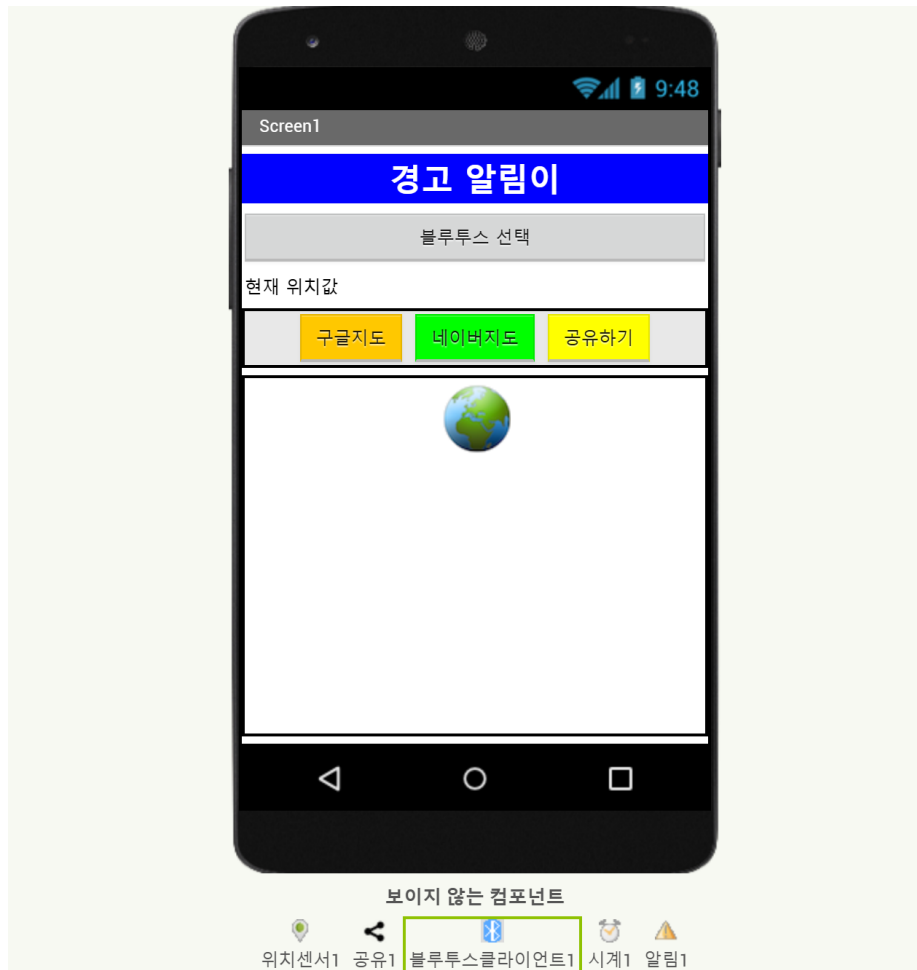 9:48
Screen1
경고 알림이
블루투스 선택
현재 위치값
구글지도 네이버지도 공유하기
보이지 않는 컴포넌트
위치센서1 공유1 블루투스클라이언트1 시계1 알림1